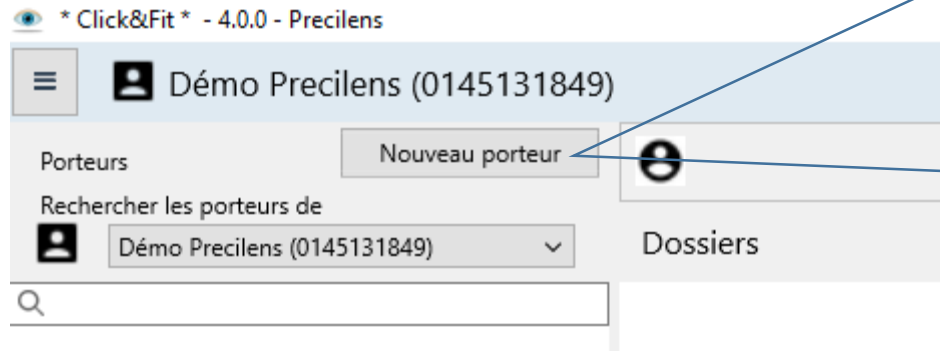 * Click&Fit * - 4.0.0 - Precilens
Démo Precilens (0145131849)
Porteurs
Nouveau porteur
Rechercher les porteurs de
Démo Precilens (0145131849)
Dossiers